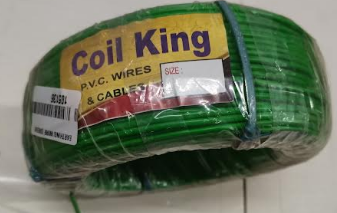 Coil King
P.V.C. WIRES
& CABLES
SIZE: